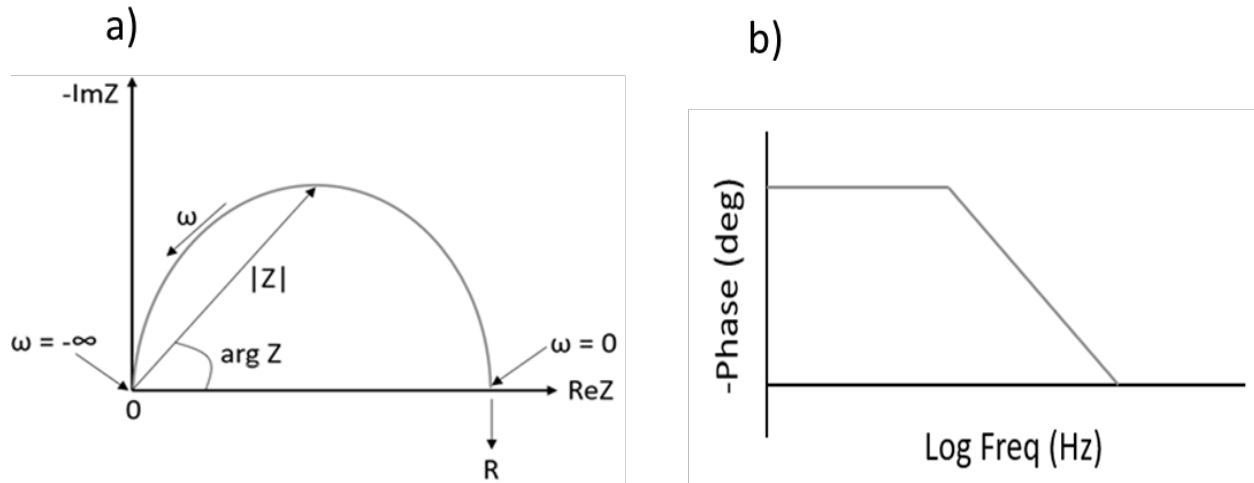 a)
-ImZ
ω
|Z|
ω = -∞
arg Z
ω = 0
ReZ
0
R
b)
-Phase (deg)
Log Freq (Hz)